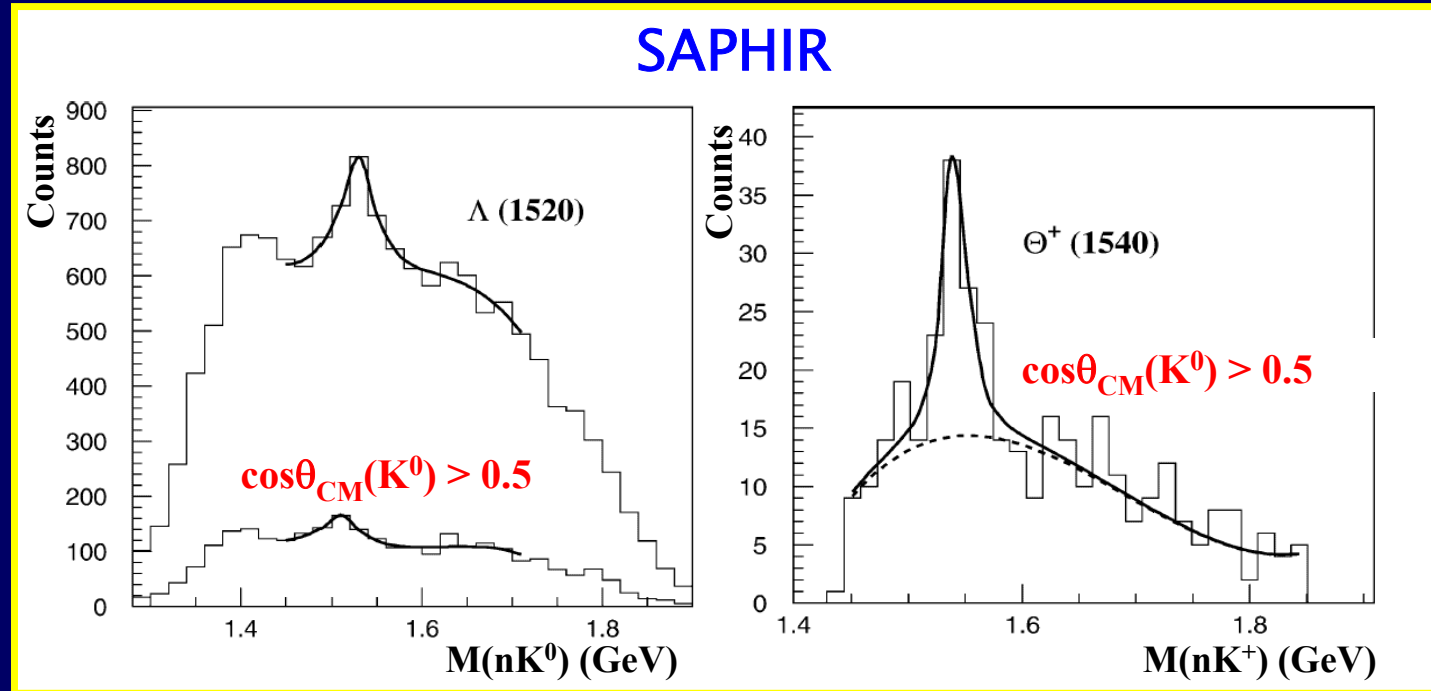 SAPHIR
Counts
900
800
700
600
500
400
300
200
100
0
Λ (1520)
cosθCM(K⁰) > 0.5
1.4
1.6
1.8
M(nK⁰) (GeV)
Counts
40
35
30
25
20
15
10
5
0
Θ⁺ (1540)
cosθCM(K⁰) > 0.5
1.4
1.6
1.8
M(nK⁺) (GeV)